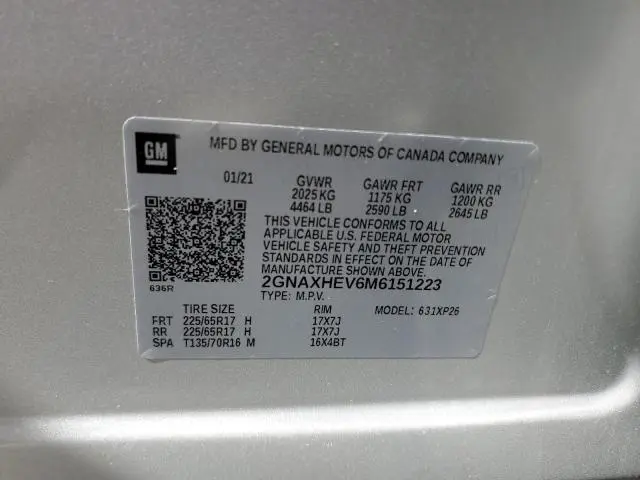 GM MFD BY GENERAL MOTORS OF CANADA COMPANY
01/21 GVWR GAWR FRT GAWR RR
2025 KG 1175 KG 1200 KG
4464 LB 2590 LB 2645 LB
THIS VEHICLE CONFORMS TO ALL
APPLICABLE U.S. FEDERAL MOTOR
VEHICLE SAFETY AND THEFT PREVENTION
STANDARDS IN EFFECT ON THE DATE OF
MANUFACTURE SHOWN ABOVE.
636R 2GNAXHEV6M6151223
TYPE: M.P.V.
TIRE SIZE RIM MODEL: 631XP26
FRT 225/65R17 H 17X7J
RR 225/65R17 H 17X7J
SPA T135/70R16 M 16X4BT